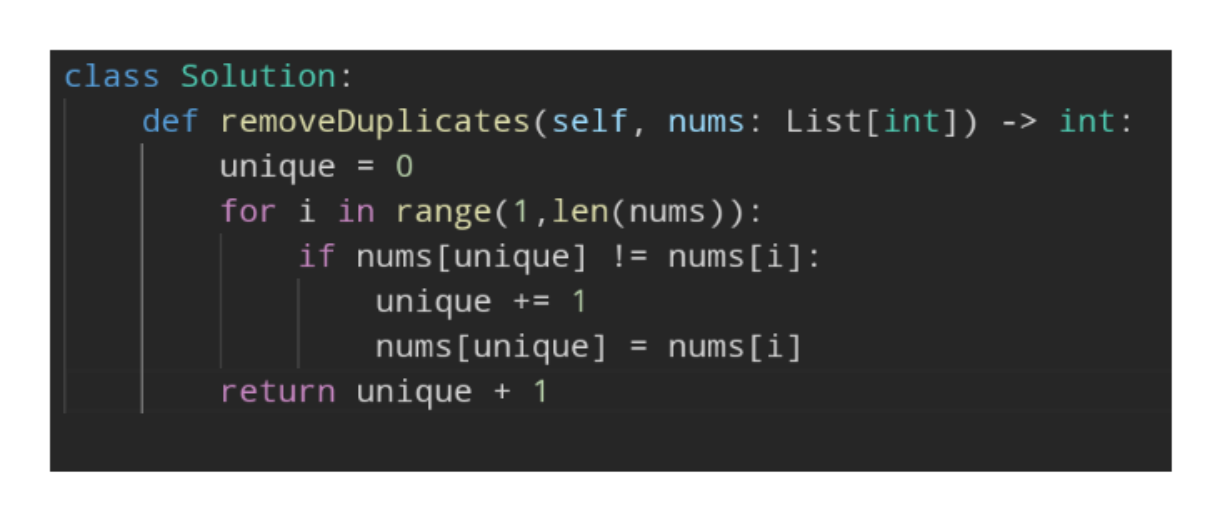 class Solution:
    def removeDuplicates(self, nums: List[int]) -> int:
        unique = 0
        for i in range(1,len(nums)):
            if nums[unique] != nums[i]:
                unique += 1
                nums[unique] = nums[i]
        return unique + 1